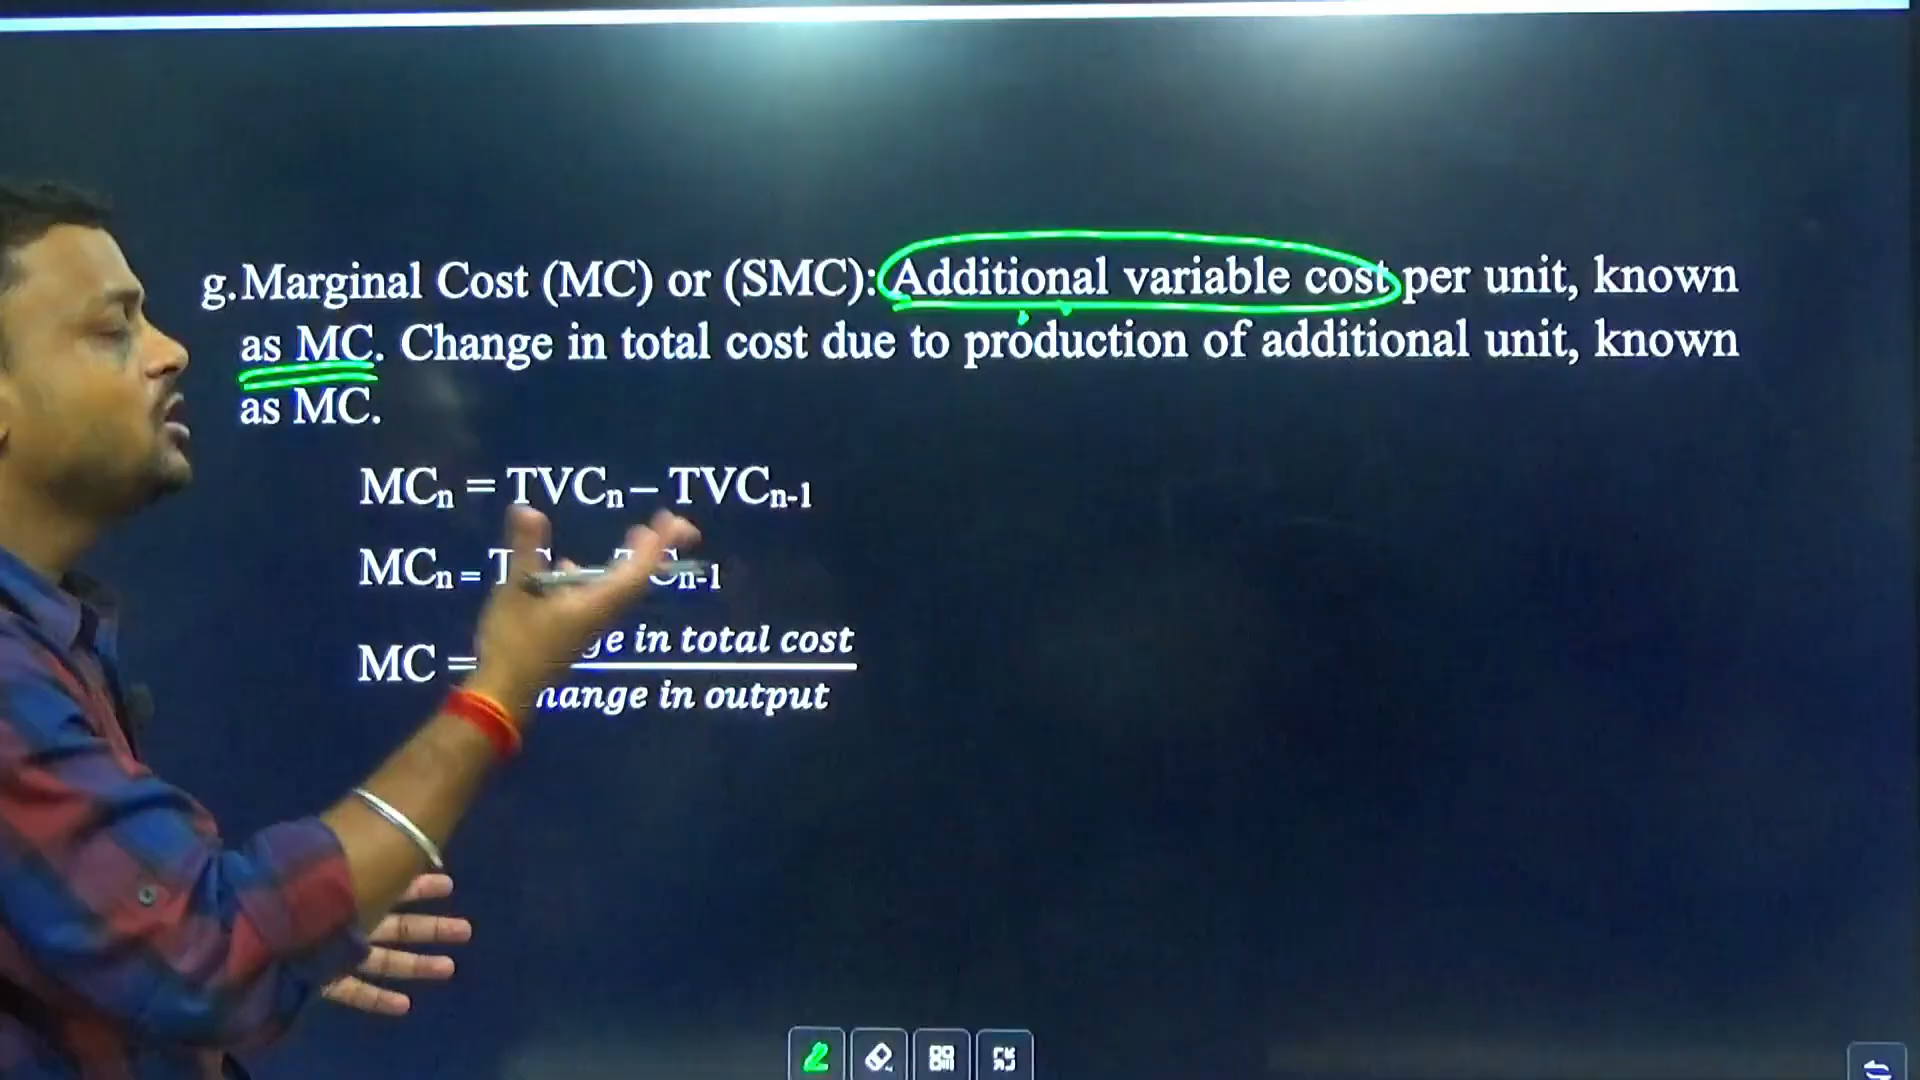 g. Marginal Cost (MC) or (SMC): Additional variable cost per unit, known
as MC. Change in total cost due to production of additional unit, known
as MC.
MCn = TVCn – TVCn-1
MCn = n-1
MC = in total cost
in output